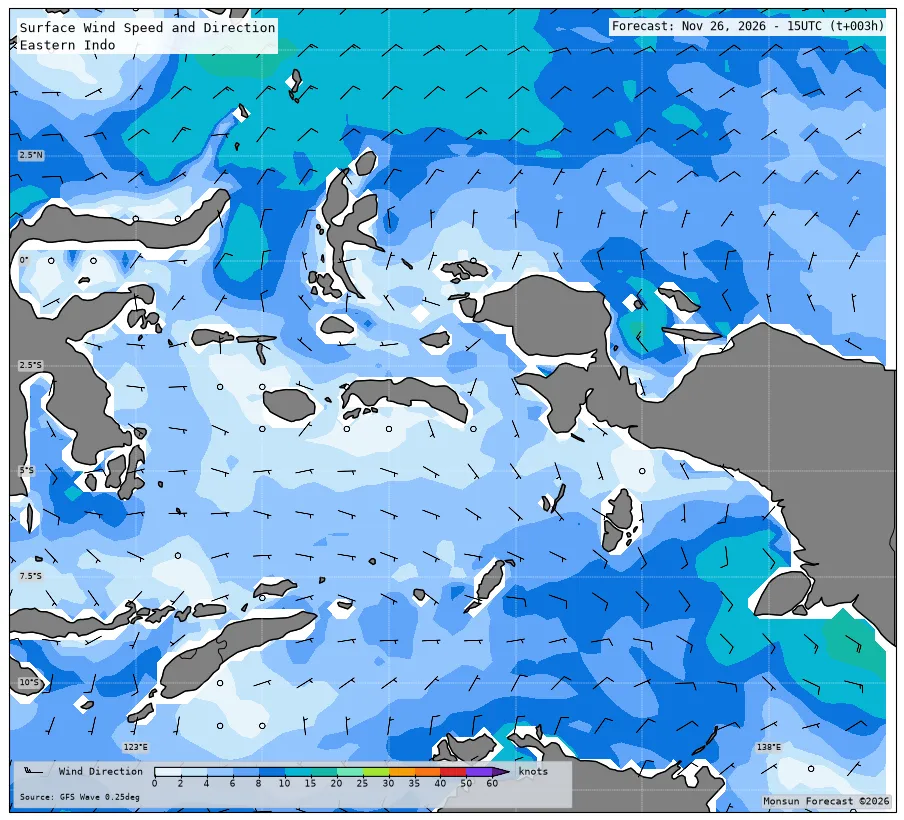 Surface Wind Speed and Direction
Eastern Indo
Forecast: Nov 26, 2026 - 15UTC (t+003h)
2.5°N
0°
2.5°S
5°S
7.5°S
10°S
123°E
138°E
Wind Direction
0 2 4 6 8 10 15 20 25 30 35 40 50 60
knots
Source: GFS Wave 0.25deg
Monsun Forecast ©2026